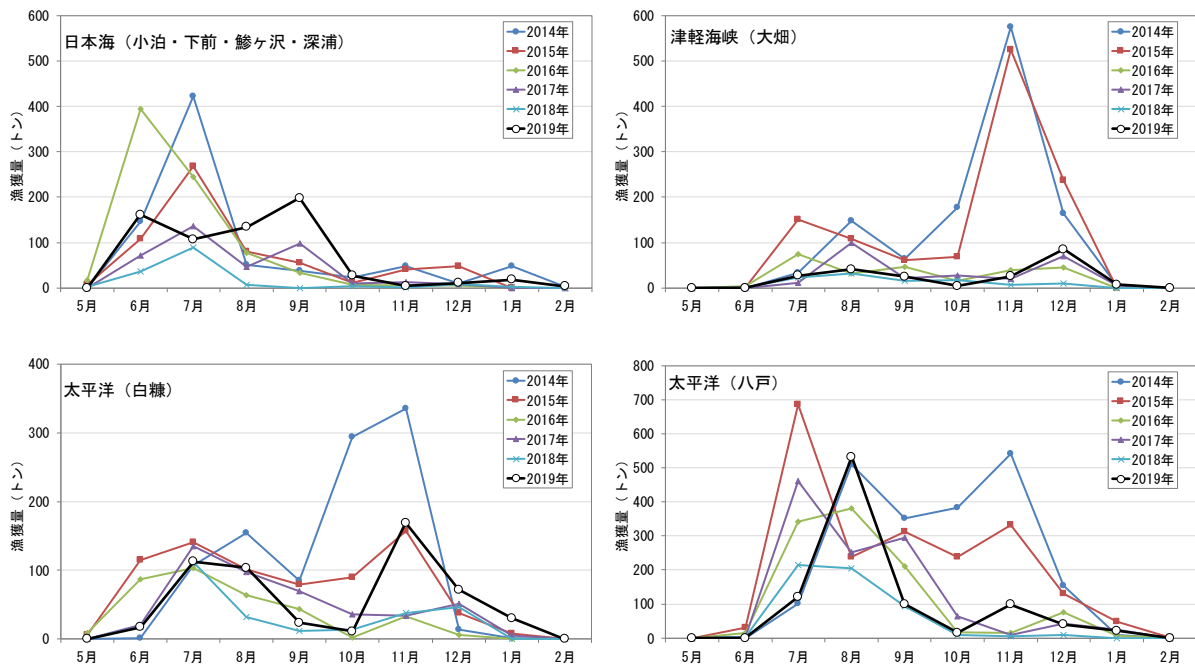 日本海（小泊・下前・鰺ヶ沢・深浦）
漁獲量（トン）
600
500
400
300
200
100
0
5月 6月 7月 8月 9月 10月 11月 12月 1月 2月
2014年
2015年
2016年
2017年
2018年
2019年
津軽海峡（大畑）
漁獲量（トン）
600
500
400
300
200
100
0
5月 6月 7月 8月 9月 10月 11月 12月 1月 2月
2014年
2015年
2016年
2017年
2018年
2019年
太平洋（白糠）
漁獲量（トン）
400
300
200
100
0
5月 6月 7月 8月 9月 10月 11月 12月 1月 2月
2014年
2015年
2016年
2017年
2018年
2019年
太平洋（八戸）
漁獲量（トン）
800
700
600
500
400
300
200
100
0
5月 6月 7月 8月 9月 10月 11月 12月 1月 2月
2014年
2015年
2016年
2017年
2018年
2019年